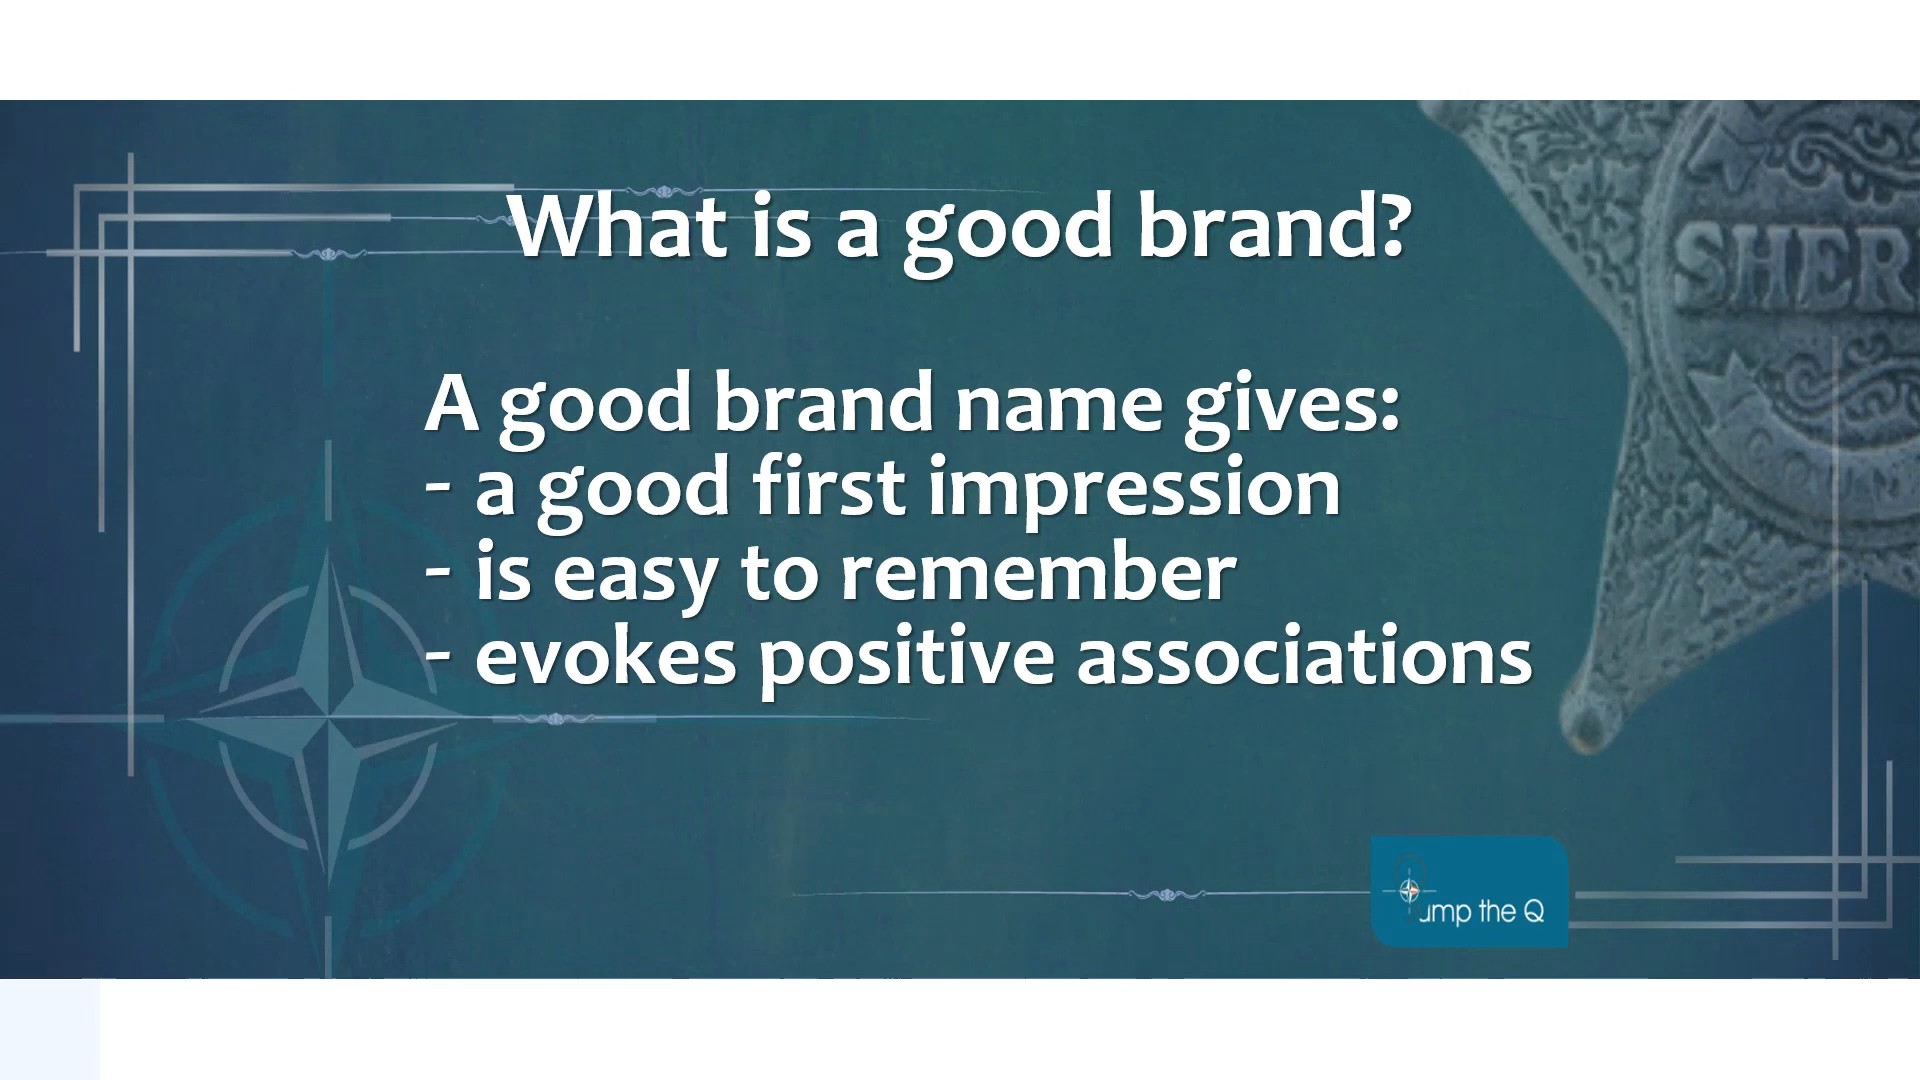 What is a good brand?
A good brand name gives:
- a good first impression
- is easy to remember
- evokes positive associations
SHER
ump the Q